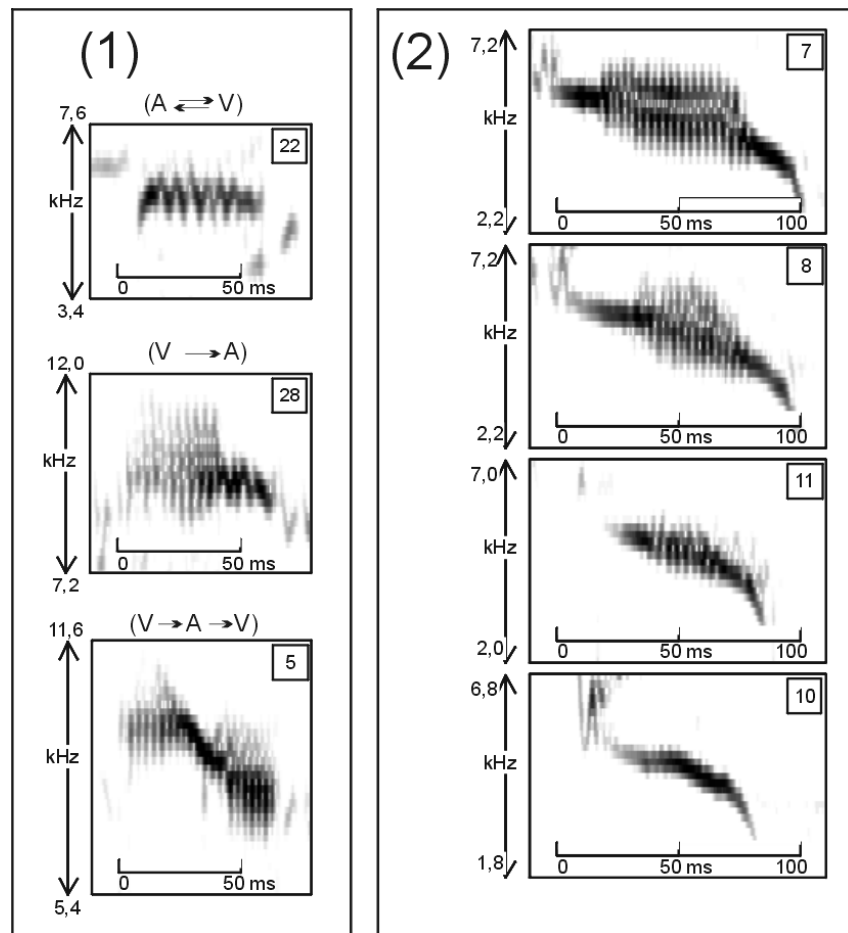 (1)
(A ⇌ V)
7,6
22
kHz
0 50 ms
3,4
(V → A)
12,0
28
kHz
0 50 ms
7,2
(V → A → V)
11,6
5
kHz
0 50 ms
5,4
(2)
7,2
7
kHz
2,2
0 50 ms 100
7,2
8
kHz
2,2
0 50 ms 100
7,0
11
kHz
2,0
0 50 ms 100
6,8
10
kHz
1,8
0 50 ms 100